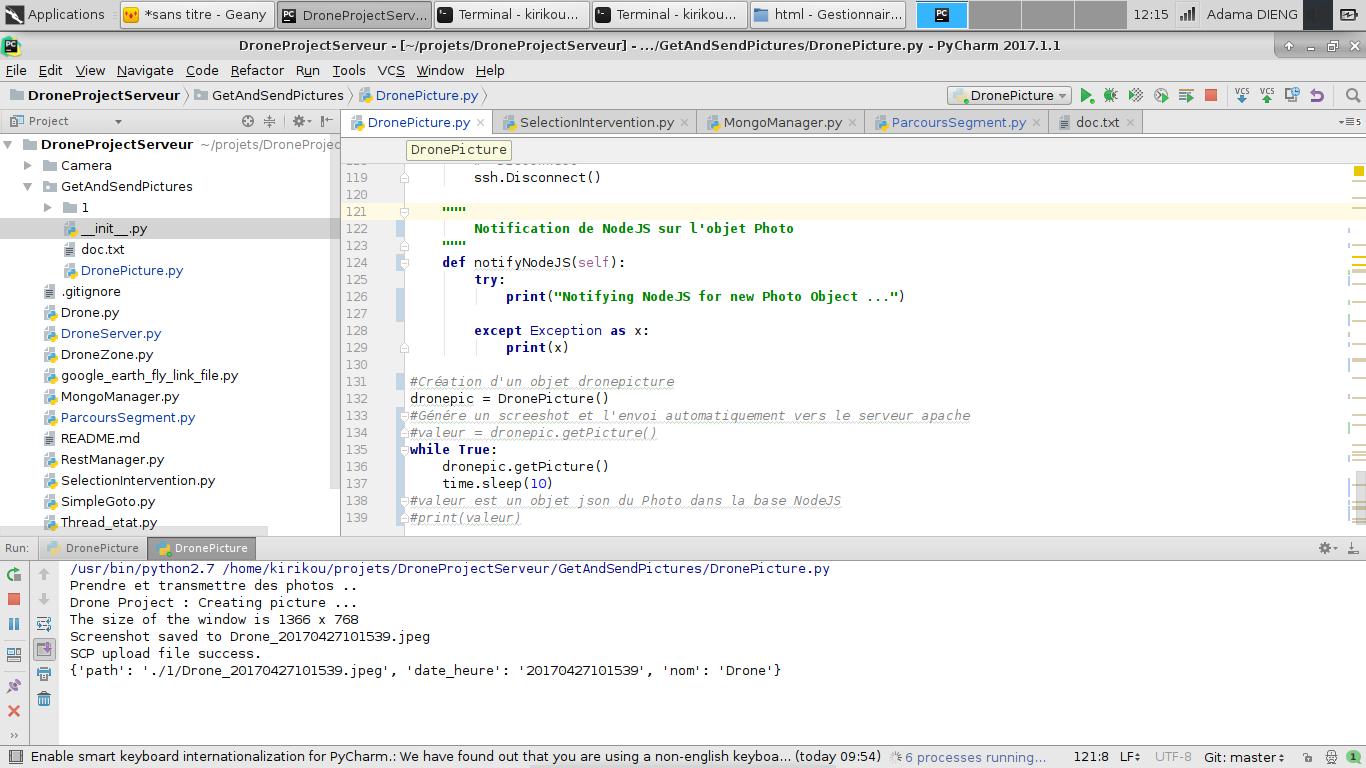 Applications
*sans titre - Geany
DroneProjectServ...
Terminal - kirikou...
Terminal - kirikou...
html - Gestionnair...
12:15
Adama DIENG
DroneProjectServeur - [~/projets/DroneProjectServeur] - .../GetAndSendPictures/DronePicture.py - PyCharm 2017.1.1
File Edit View Navigate Code Refactor Run Tools VCS Window Help
DroneProjectServeur GetAndSendPictures DronePicture.py
DronePicture
VCS VCS
Project
DronePicture.py SelectionIntervention.py MongoManager.py ParcoursSegment.py doc.txt 5
DronePicture
DroneProjectServeur ~/projets/DroneProjec
Camera
GetAndSendPictures
1
__init__.py
doc.txt
DronePicture.py
.gitignore
Drone.py
DroneServer.py
DroneZone.py
google_earth_fly_link_file.py
MongoManager.py
ParcoursSegment.py
README.md
RestManager.py
SelectionIntervention.py
SimpleGoto.py
Thread_etat.py
119 ssh.Disconnect()
120
121 """
122 Notification de NodeJS sur l'objet Photo
123 """
124 def notifyNodeJS(self):
125 try:
126 print("Notifying NodeJS for new Photo Object ...")
127
128 except Exception as x:
129 print(x)
130
131 #Création d'un objet dronepicture
132 dronepic = DronePicture()
133 #Génére un screeshot et l'envoi automatiquement vers le serveur apache
134 #valeur = dronepic.getPicture()
135 while True:
136 dronepic.getPicture()
137 time.sleep(10)
138 #valeur est un objet json du Photo dans la base NodeJS
139 #print(valeur)
Run: DronePicture DronePicture
/usr/bin/python2.7 /home/kirikou/projets/DroneProjectServeur/GetAndSendPictures/DronePicture.py
Prendre et transmettre des photos ..
Drone Project : Creating picture ...
The size of the window is 1366 x 768
Screenshot saved to Drone_20170427101539.jpeg
SCP upload file success.
{'path': './1/Drone_20170427101539.jpeg', 'date_heure': '20170427101539', 'nom': 'Drone'}
Enable smart keyboard internationalization for PyCharm.: We have found out that you are using a non-english keyboa... (today 09:54) 6 processes running... 121:8 LF UTF-8 Git: master 1